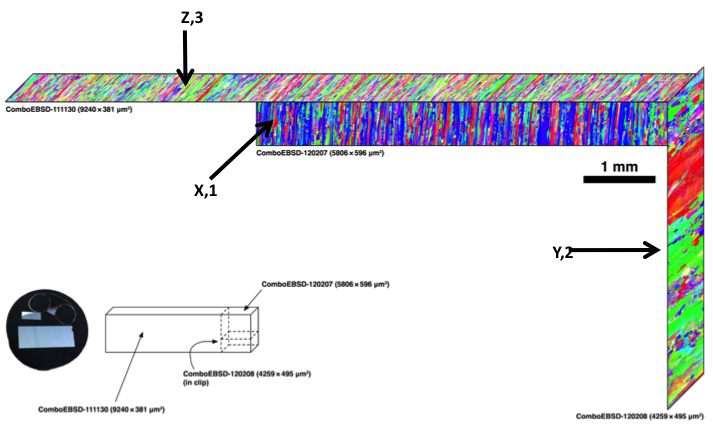 Z,3
ComboEBSD-111130 (9240 × 381 µm²)
ComboEBSD-120207 (5806 × 596 µm²)
1 mm
X,1
Y,2
ComboEBSD-120207 (5806 × 596 µm²)
ComboEBSD-120208 (4259 × 495 µm²)
(in clip)
ComboEBSD-111130 (9240 × 381 µm²)
ComboEBSD-120208 (4259 × 495 µm²)